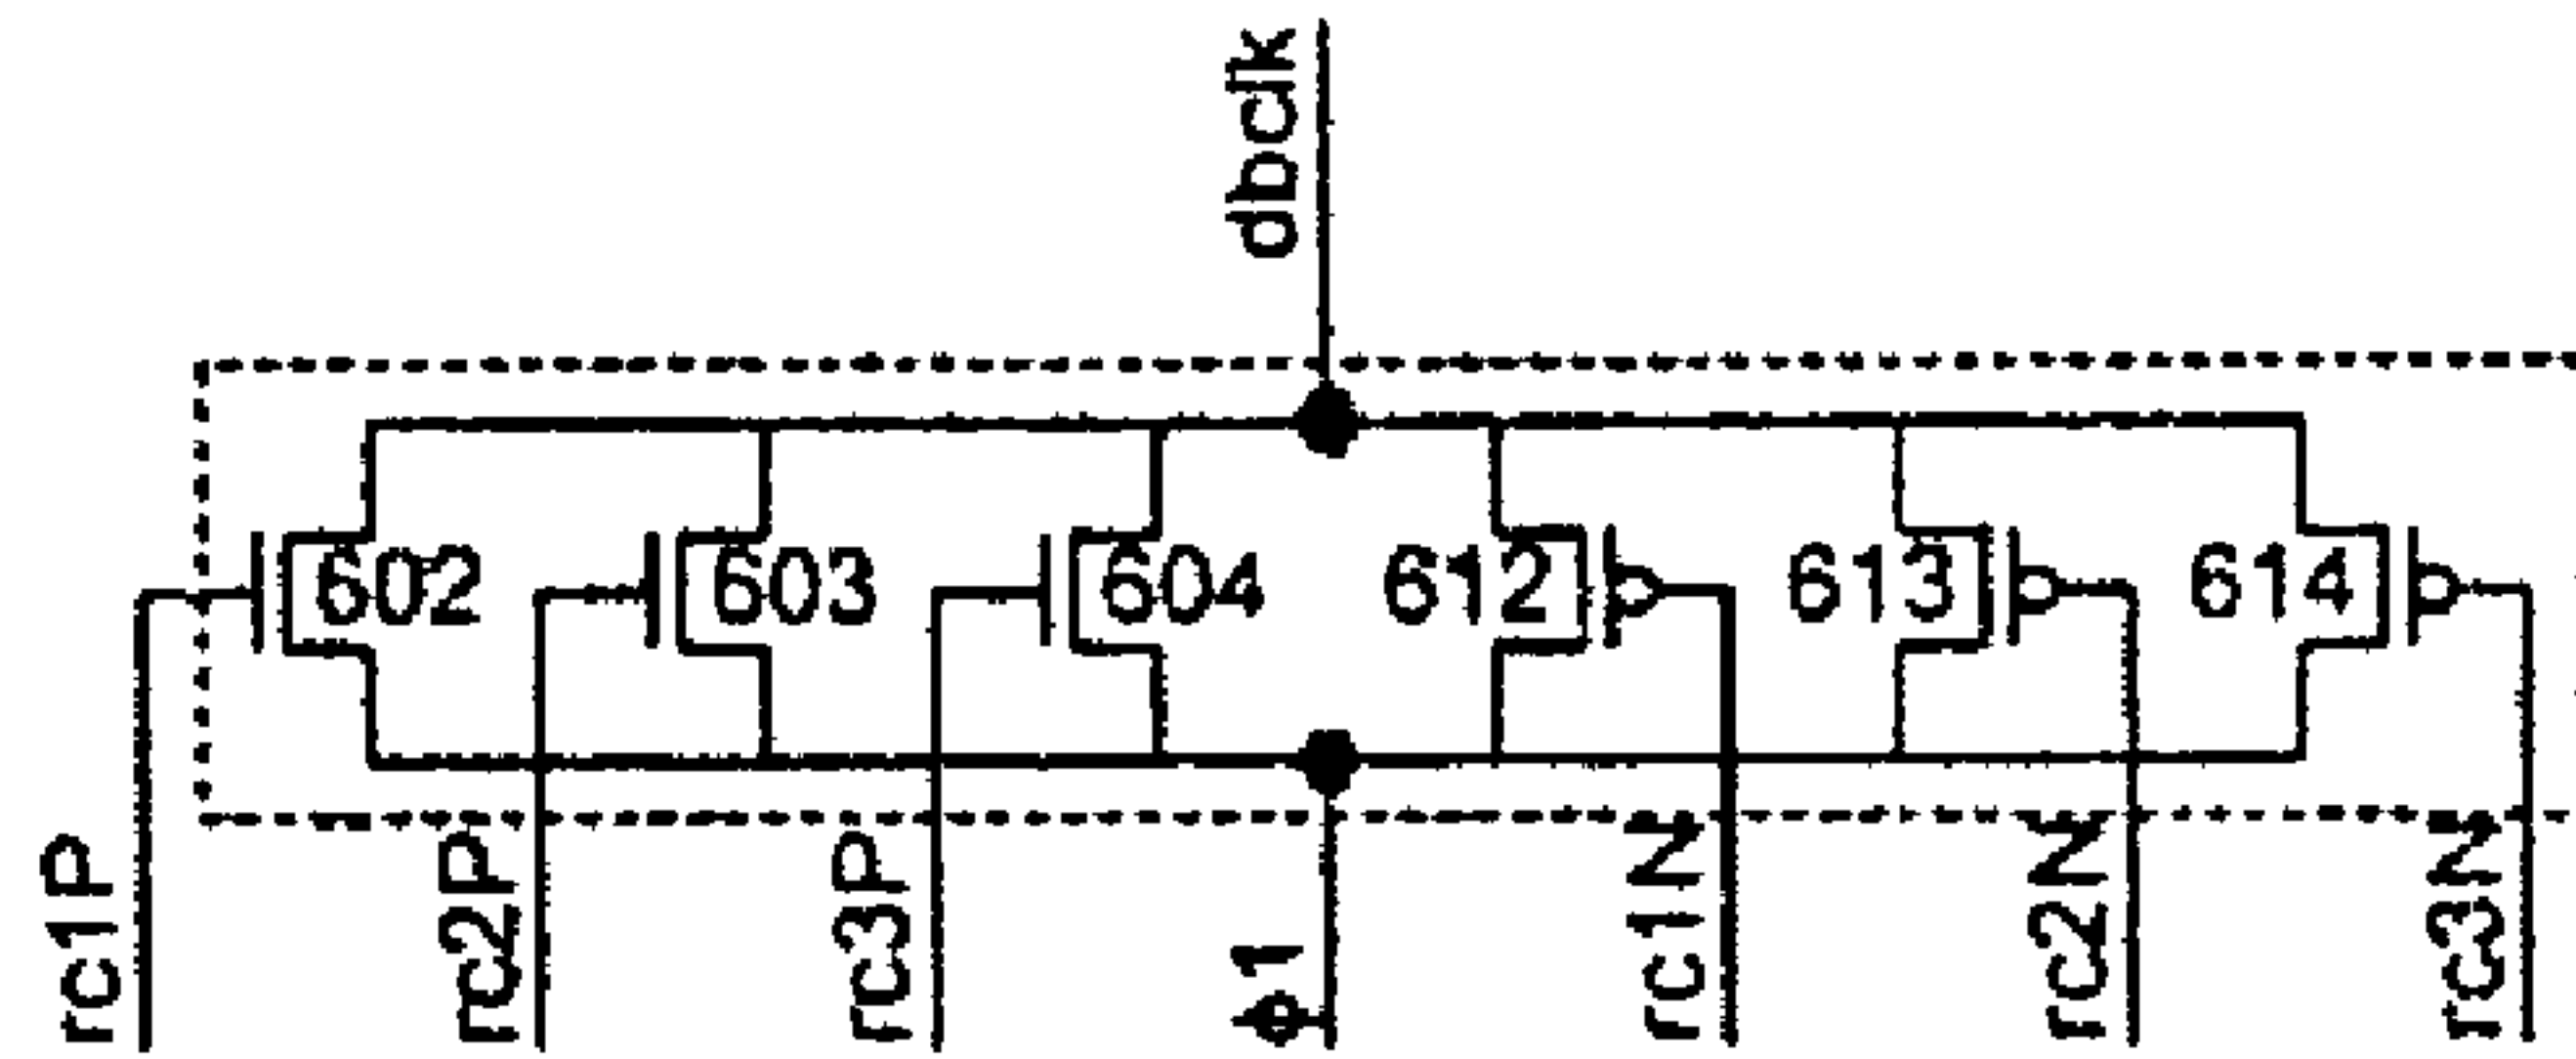 dbclk
602
603
604
612
613
614
rc1P
rc2P
rc3P
ϕ1
rc1N
rc2N
rc3N